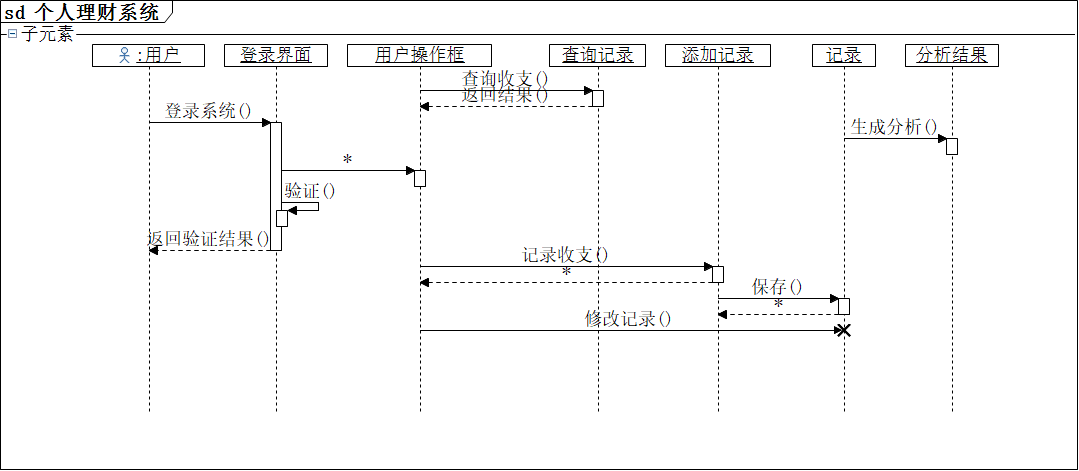 sd 个人理财系统
子元素
:用户 登录界面 用户操作框 查询记录 添加记录 记录 分析结果
查询收支()
返回结果()
登录系统()
生成分析()
*
验证()
返回验证结果()
记录收支()
*
保存()
*
修改记录()